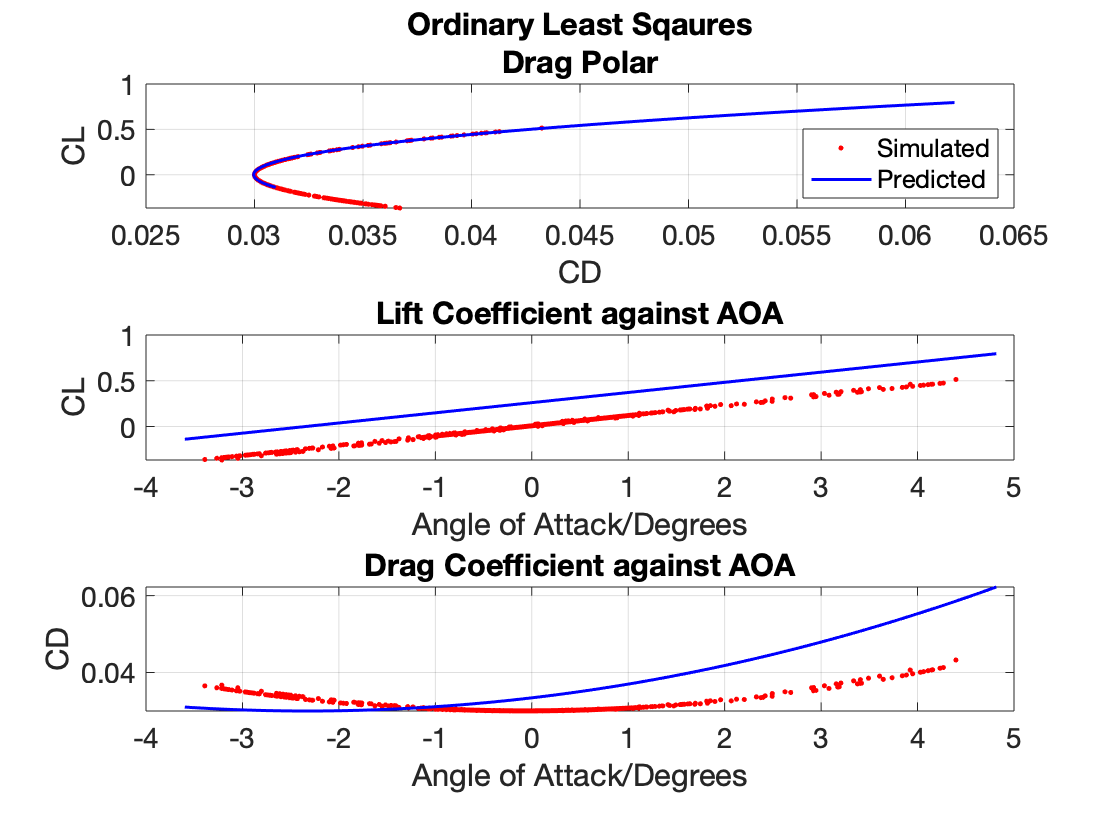 Ordinary Least Sqaures
Drag Polar
1
0.5
0
CL
Simulated
Predicted
0.025 0.03 0.035 0.04 0.045 0.05 0.055 0.06 0.065
CD
Lift Coefficient against AOA
1
0.5
0
CL
-4 -3 -2 -1 0 1 2 3 4 5
Angle of Attack/Degrees
Drag Coefficient against AOA
0.06
0.04
CD
-4 -3 -2 -1 0 1 2 3 4 5
Angle of Attack/Degrees